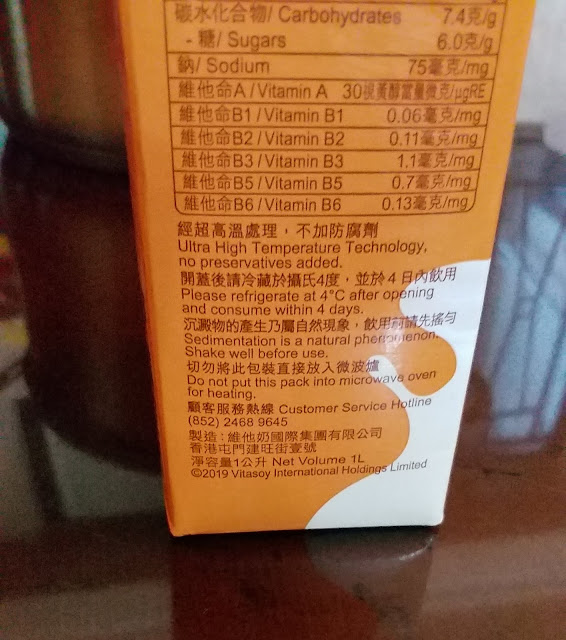 碳水化合物/ Carbohydrates 7.4克/g
- 糖/ Sugars 6.0克/g
鈉/ Sodium 75毫克/mg
維他命A / Vitamin A 30視黃醇當量微克/µgRE
維他命B1 / Vitamin B1 0.06毫克/mg
維他命B2 / Vitamin B2 0.11毫克/mg
維他命B3 / Vitamin B3 1.1毫克/mg
維他命B5 / Vitamin B5 0.7毫克/mg
維他命B6 / Vitamin B6 0.13毫克/mg
經超高溫處理，不加防腐劑
Ultra High Temperature Technology,
no preservatives added.
開蓋後請冷藏於攝氏4度，並於4日內飲用
Please refrigerate at 4°C after opening
and consume within 4 days.
沉澱物的產生乃屬自然現象，飲用前請先搖勻
Sedimentation is a natural phenomenon.
Shake well before use.
切勿將此包裝直接放入微波爐
Do not put this pack into microwave oven
for heating.
顧客服務熱線 Customer Service Hotline
(852) 2468 9645
製造：維他奶國際集團有限公司
香港屯門建旺街壹號
淨容量1公升 Net Volume 1L
©2019 Vitasoy International Holdings Limited